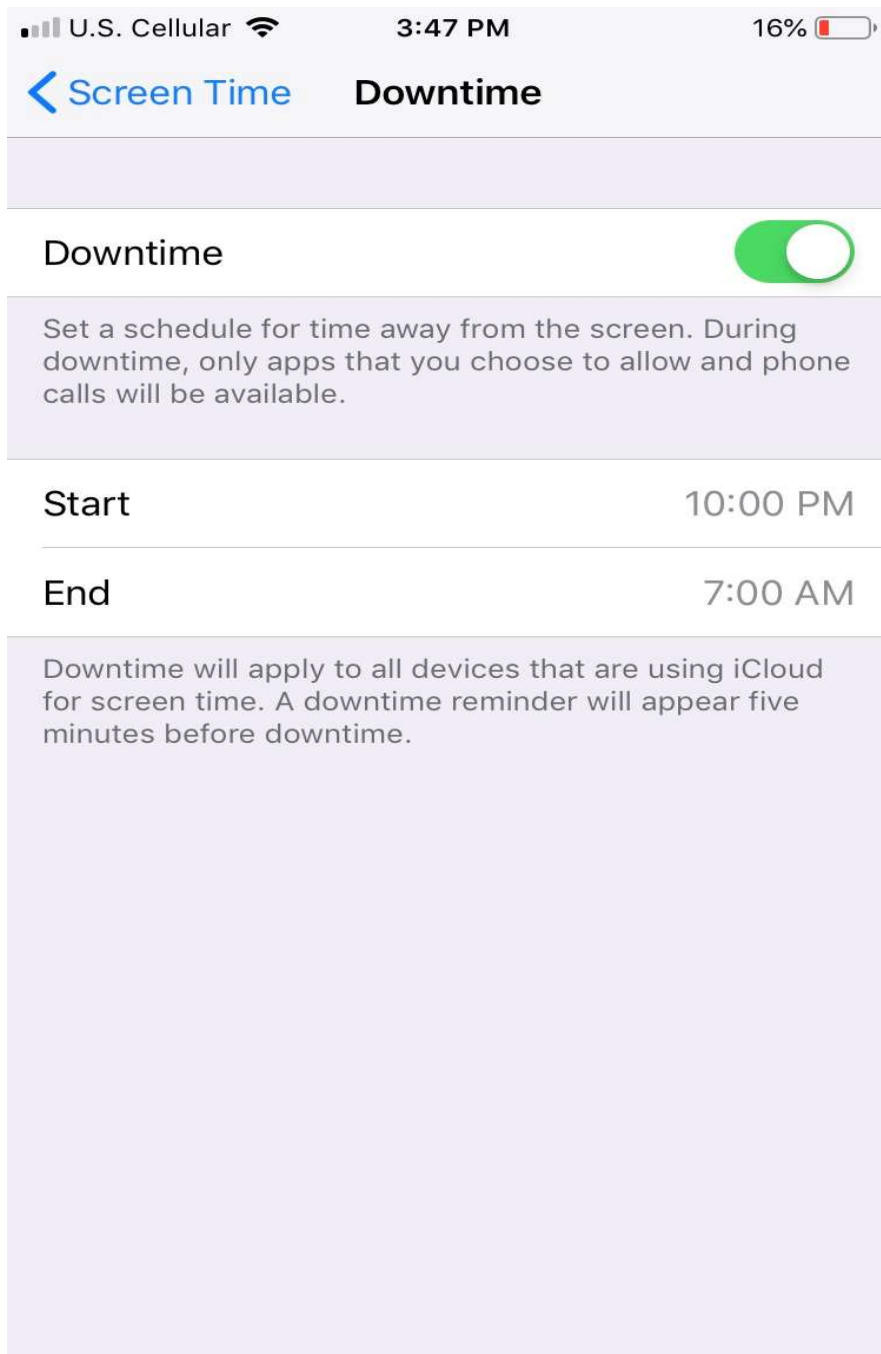 U.S. Cellular 3:47 PM 16%
Screen Time Downtime
Downtime
Set a schedule for time away from the screen. During
downtime, only apps that you choose to allow and phone
calls will be available.
Start 10:00 PM
End 7:00 AM
Downtime will apply to all devices that are using iCloud
for screen time. A downtime reminder will appear five
minutes before downtime.